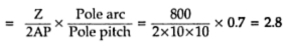 = Z/2AP × Pole arc/Pole pitch = 800/2×10×10 × 0.7 = 2.8